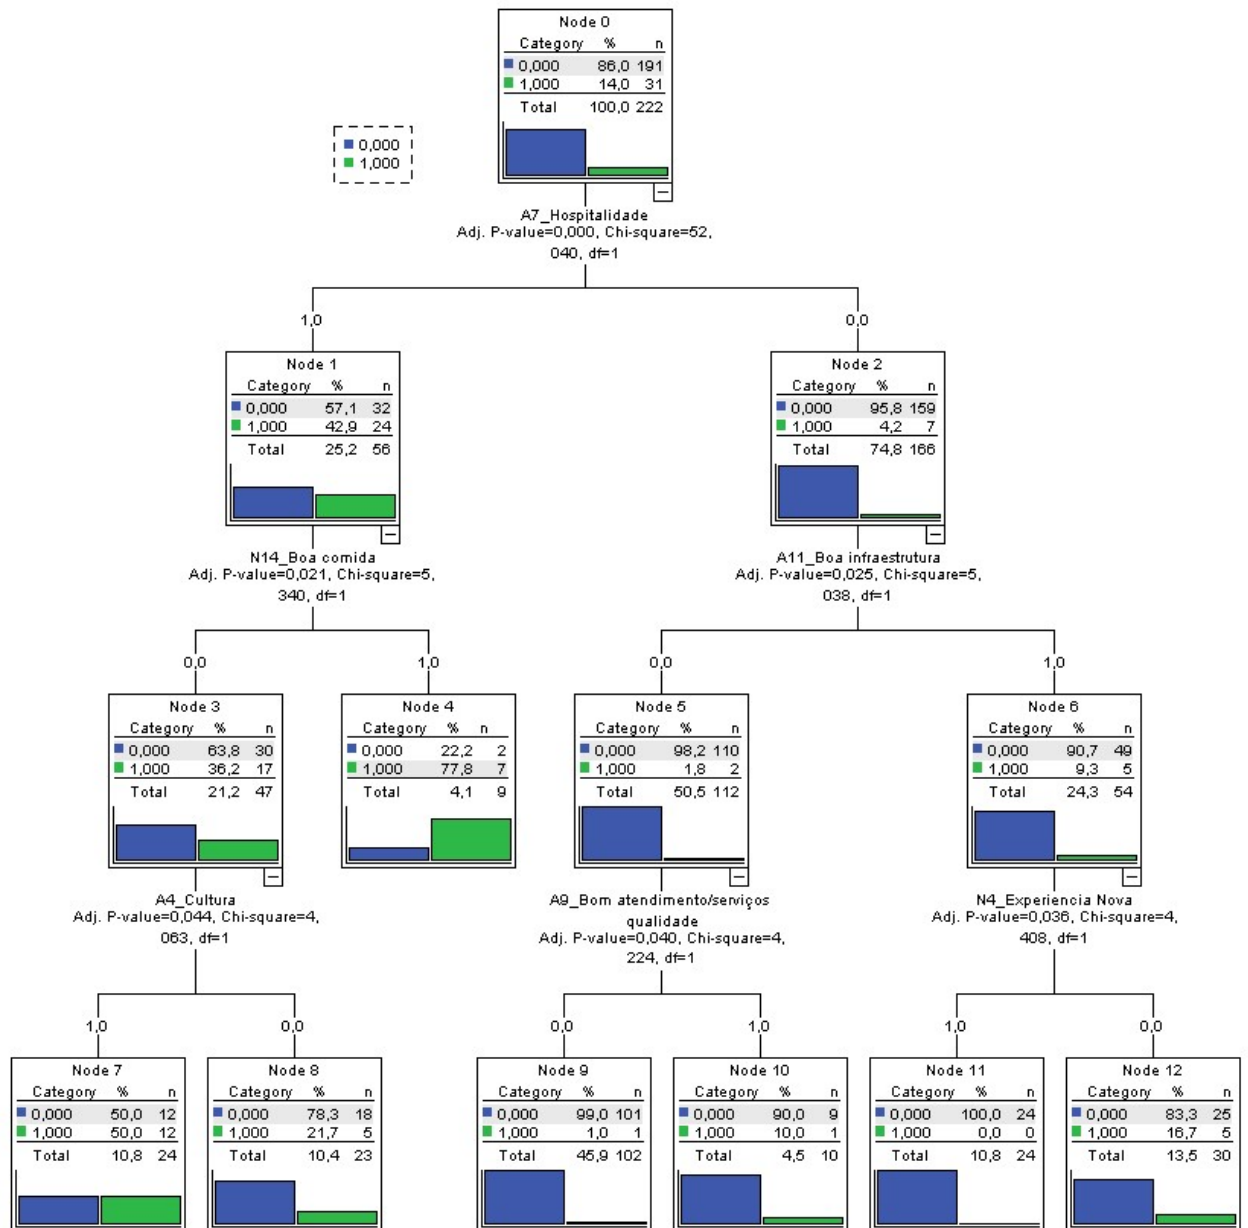 Node 0
Category % n
0,000 86,0 191
1,000 14,0 31
Total 100,0 222
0,000
1,000
A7_Hospitalidade
Adj. P-value=0,000, Chi-square=52,
040, df=1
1,0
0,0
Node 1
Category % n
0,000 57,1 32
1,000 42,9 24
Total 25,2 56
Node 2
Category % n
0,000 95,8 159
1,000 4,2 7
Total 74,8 166
N14_Boa comida
Adj. P-value=0,021, Chi-square=5,
340, df=1
A11_Boa infraestrutura
Adj. P-value=0,025, Chi-square=5,
038, df=1
0,0
1,0
0,0
1,0
Node 3
Category % n
0,000 63,8 30
1,000 36,2 17
Total 21,2 47
Node 4
Category % n
0,000 22,2 2
1,000 77,8 7
Total 4,1 9
Node 5
Category % n
0,000 98,2 110
1,000 1,8 2
Total 50,5 112
Node 6
Category % n
0,000 90,7 49
1,000 9,3 5
Total 24,3 54
A4_Cultura
Adj. P-value=0,044, Chi-square=4,
063, df=1
A9_Bom atendimento/serviços
qualidade
Adj. P-value=0,040, Chi-square=4,
224, df=1
N4_Experiencia Nova
Adj. P-value=0,036, Chi-square=4,
408, df=1
1,0
0,0
0,0
1,0
1,0
0,0
Node 7
Category % n
0,000 50,0 12
1,000 50,0 12
Total 10,8 24
Node 8
Category % n
0,000 78,3 18
1,000 21,7 5
Total 10,4 23
Node 9
Category % n
0,000 99,0 101
1,000 1,0 1
Total 45,9 102
Node 10
Category % n
0,000 90,0 9
1,000 10,0 1
Total 4,5 10
Node 11
Category % n
0,000 100,0 24
1,000 0,0 0
Total 10,8 24
Node 12
Category % n
0,000 83,3 25
1,000 16,7 5
Total 13,5 30